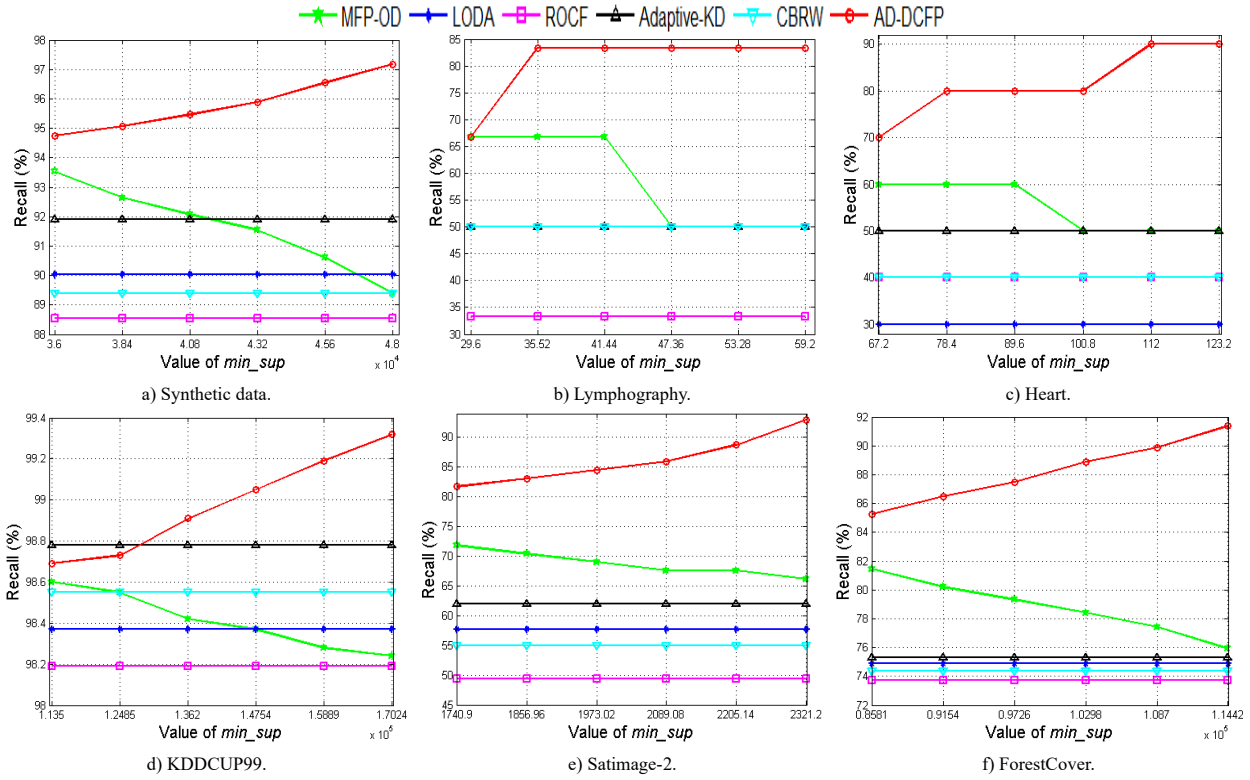 MFP-OD LODA ROCF Adaptive-KD CBRW AD-DCFP
98
97
96
95
94
93
92
91
90
89
88
Recall (%)
3.6 3.84 4.08 4.32 4.56 4.8
x 10^4
Value of min_sup
a) Synthetic data.
85
80
75
70
65
60
55
50
45
40
35
30
Recall (%)
29.6 35.52 41.44 47.36 53.28 59.2
Value of min_sup
b) Lymphography.
90
80
70
60
50
40
30
Recall (%)
67.2 78.4 89.6 100.8 112 123.2
Value of min_sup
c) Heart.
99.4
99.2
99
98.8
98.6
98.4
98.2
98
Recall (%)
1.135 1.2485 1.362 1.4754 1.5889 1.7024
x 10^5
Value of min_sup
d) KDDCUP99.
90
85
80
75
70
65
60
55
50
45
Recall (%)
1740.9 1856.96 1973.02 2089.08 2205.14 2321.2
Value of min_sup
e) Satimage-2.
92
90
88
86
84
82
80
78
76
74
72
Recall (%)
0.8581 0.9154 0.9726 1.0298 1.087 1.1442
x 10^5
Value of min_sup
f) ForestCover.